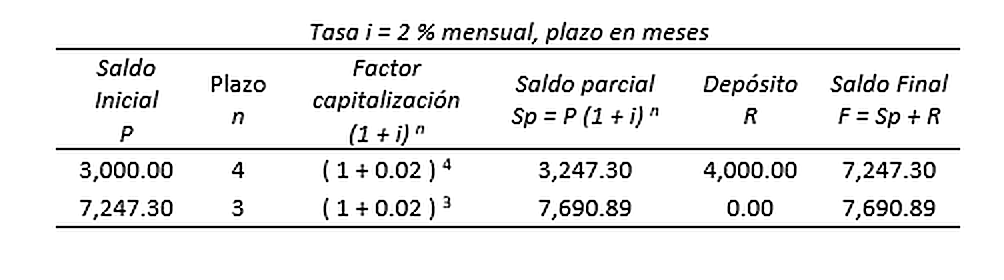 Tasa i = 2 % mensual, plazo en meses
Saldo Inicial P Plazo n Factor capitalización (1 + i) ⁿ Saldo parcial Sp = P (1 + i) ⁿ Depósito R Saldo Final F = Sp + R
3,000.00 4 ( 1 + 0.02 ) ⁴ 3,247.30 4,000.00 7,247.30
7,247.30 3 ( 1 + 0.02 ) ³ 7,690.89 0.00 7,690.89